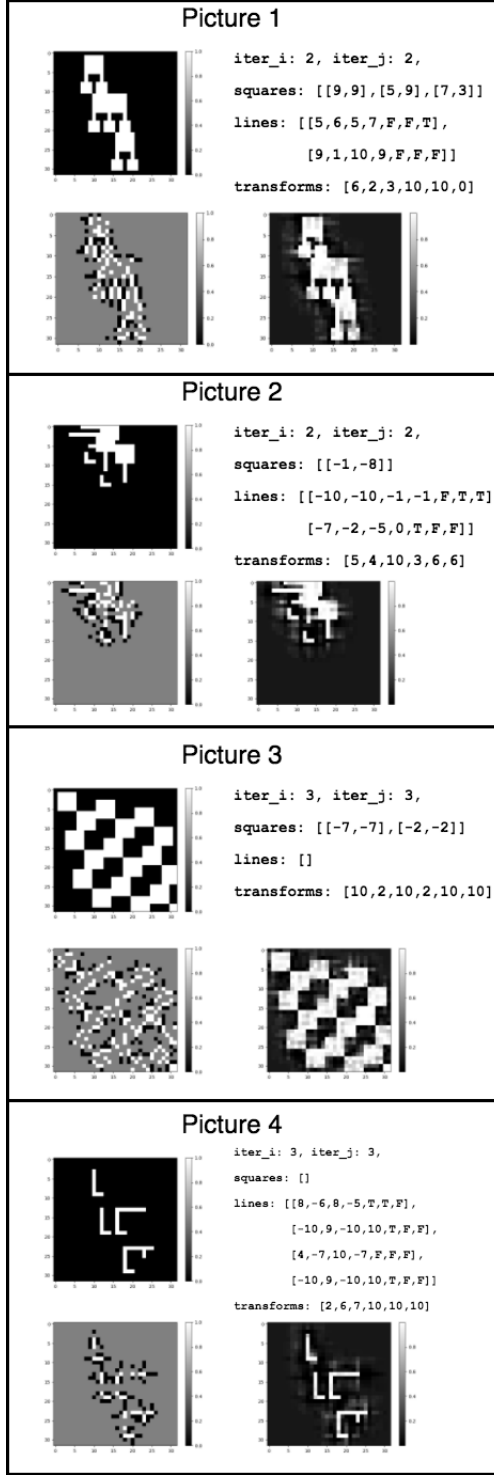 Picture 1
iter_i: 2, iter_j: 2,
squares: [[9,9],[5,9],[7,3]]
lines: [[5,6,5,7,F,F,T],
[9,1,10,9,F,F,F]]
transforms: [6,2,3,10,10,0]
Picture 2
iter_i: 2, iter_j: 2,
squares: [[-1,-8]]
lines: [[-10,-10,-1,-1,F,T,T]
[-7,-2,-5,0,T,F,F]]
transforms: [5,4,10,3,6,6]
Picture 3
iter_i: 3, iter_j: 3,
squares: [[-7,-7],[-2,-2]]
lines: []
transforms: [10,2,10,2,10,10]
Picture 4
iter_i: 3, iter_j: 3,
squares: []
lines: [[8,-6,8,-5,T,T,F],
[-10,9,-10,10,T,F,F],
[4,-7,10,-7,F,F,F],
[-10,9,-10,10,T,F,F]]
transforms: [2,6,7,10,10,10]